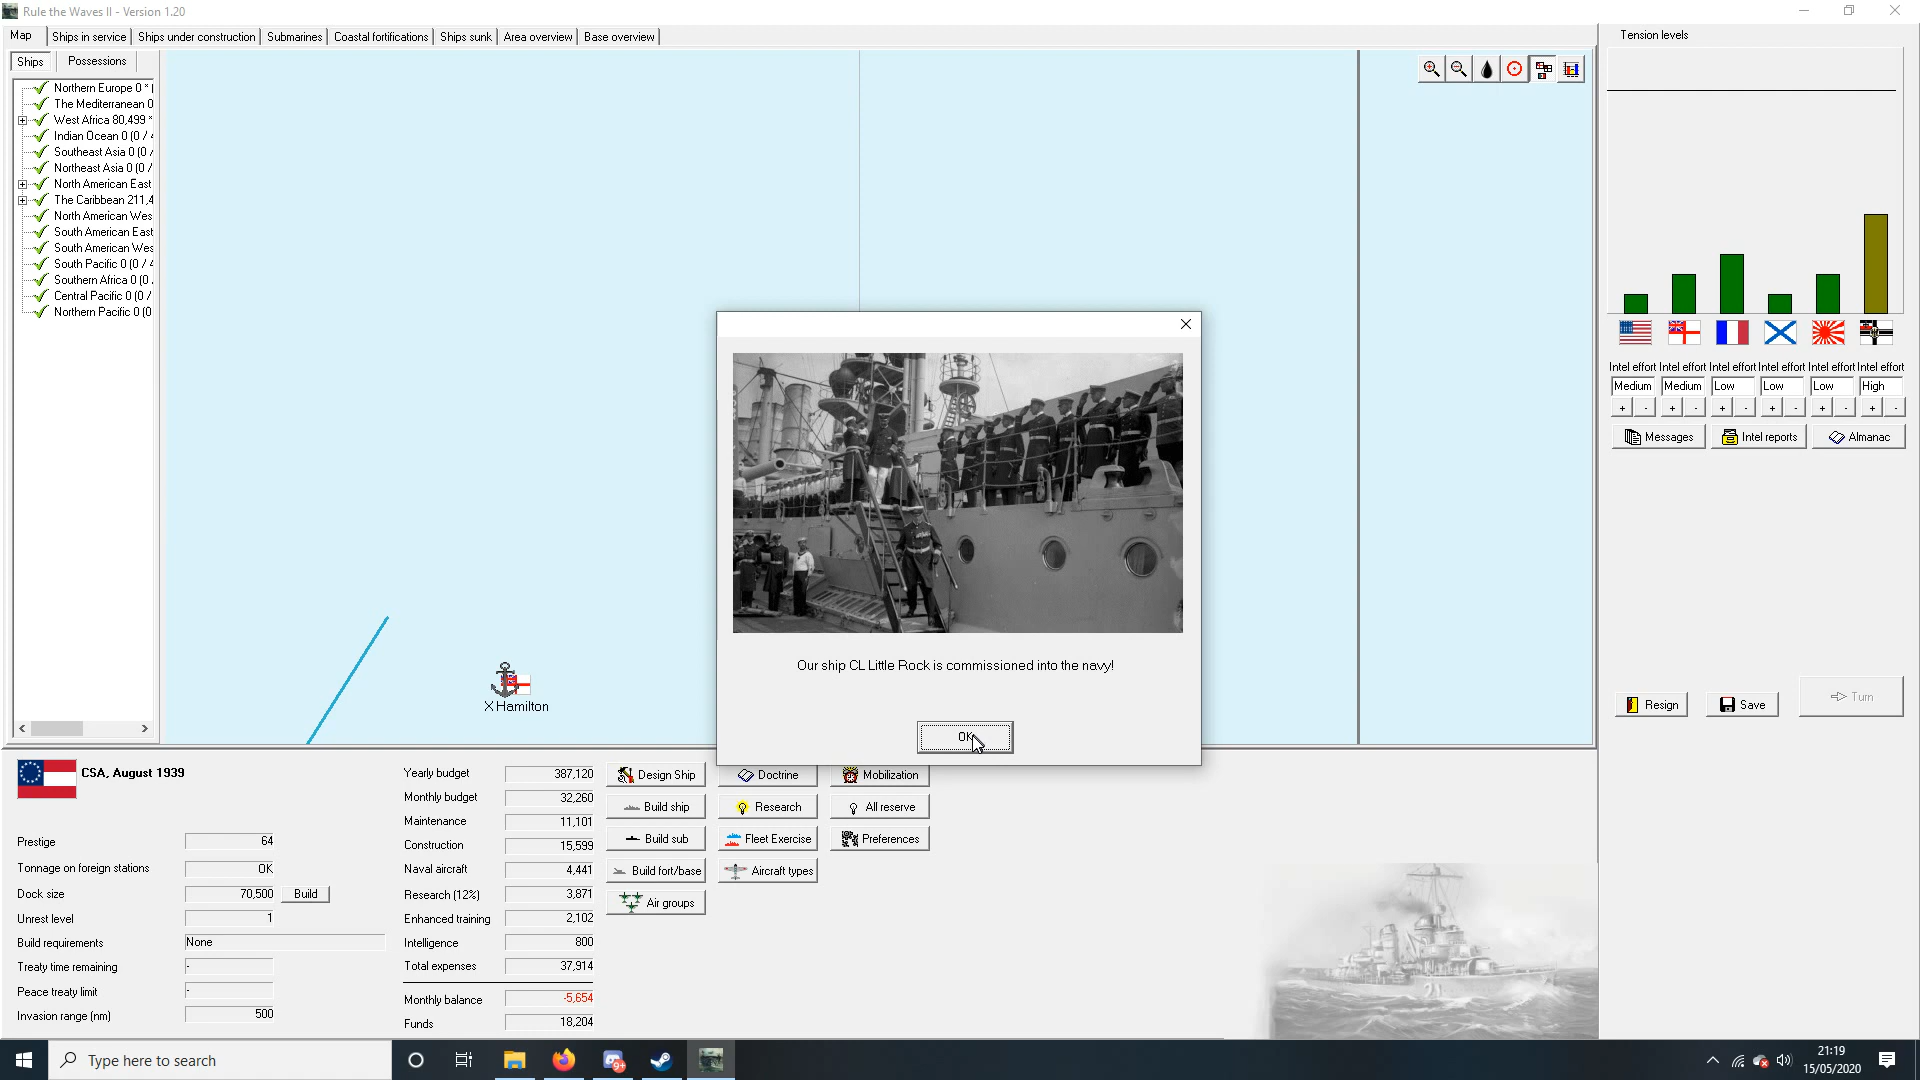 Rule the Waves II - Version 1.20
Map
Ships in service
Ships under construction
Submarines
Coastal fortifications
Ships sunk
Area overview
Base overview
Tension levels
Ships
Possessions
Northern Europe 0 * (
The Mediterranean 0
West Africa 80,499 *
Indian Ocean 0 (0 / 4
Southeast Asia 0 (0 /
Northeast Asia 0 (0 /
North American East
The Caribbean 211,4
North American Wes
South American East
South American Wes
South Pacific 0 (0 / 4
Southern Africa 0 (0
Central Pacific 0 (0 /
Northern Pacific 0 (0
Intel effort Intel effort Intel effort Intel effort Intel effort Intel effort
Medium Medium Low Low Low High
+ - + - + - + - + - + -
Messages
Intel reports
Almanac
Our ship CL Little Rock is commissioned into the navy!
OK
X Hamilton
Resign
Save
Turn
CSA, August 1939
Prestige 64
Tonnage on foreign stations OK
Dock size 70,500 Build
Unrest level 1
Build requirements None
Treaty time remaining -
Peace treaty limit -
Invasion range (nm) 500
Yearly budget 387,120
Monthly budget 32,260
Maintenance 11,101
Construction 15,599
Naval aircraft 4,441
Research (12%) 3,871
Enhanced training 2,102
Intelligence 800
Total expenses 37,914
Monthly balance -5,654
Funds 18,204
Design Ship
Doctrine
Mobilization
Build ship
Research
All reserve
Build sub
Fleet Exercise
Preferences
Build fort/base
Aircraft types
Air groups
Type here to search
9+
21:19
15/05/2020